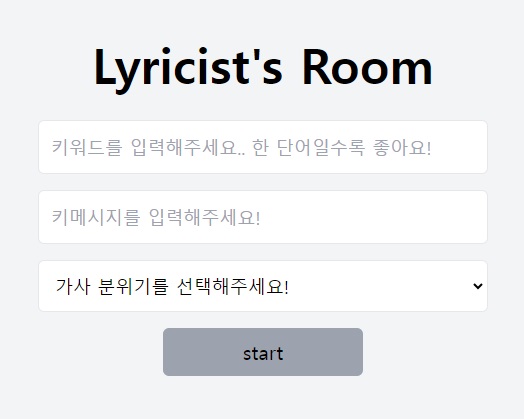 Lyricist's Room
키워드를 입력해주세요.. 한 단어일수록 좋아요!
키메시지를 입력해주세요!
가사 분위기를 선택해주세요!
start